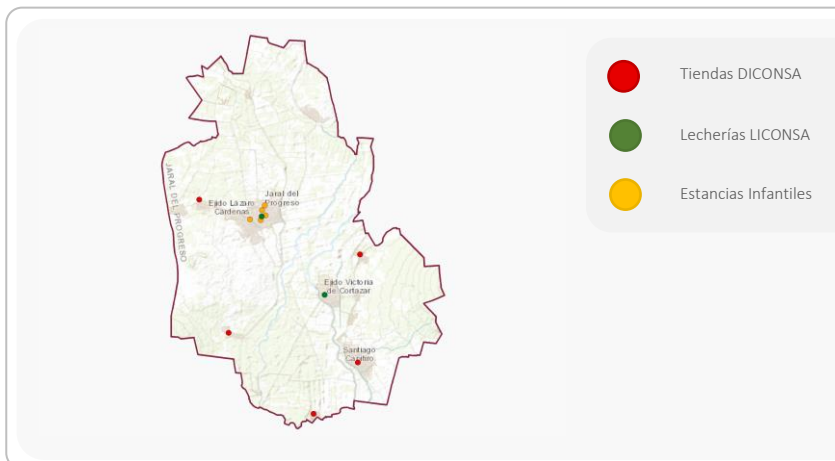 Tiendas DICONSA
Lecherías LICONSA
Estancias Infantiles
JARAL DEL PROGRESO
Jaral del
Progreso
Ejido Lázaro
Cárdenas
Ejido Victoria
de Cortazar
Santiago
Capitiro